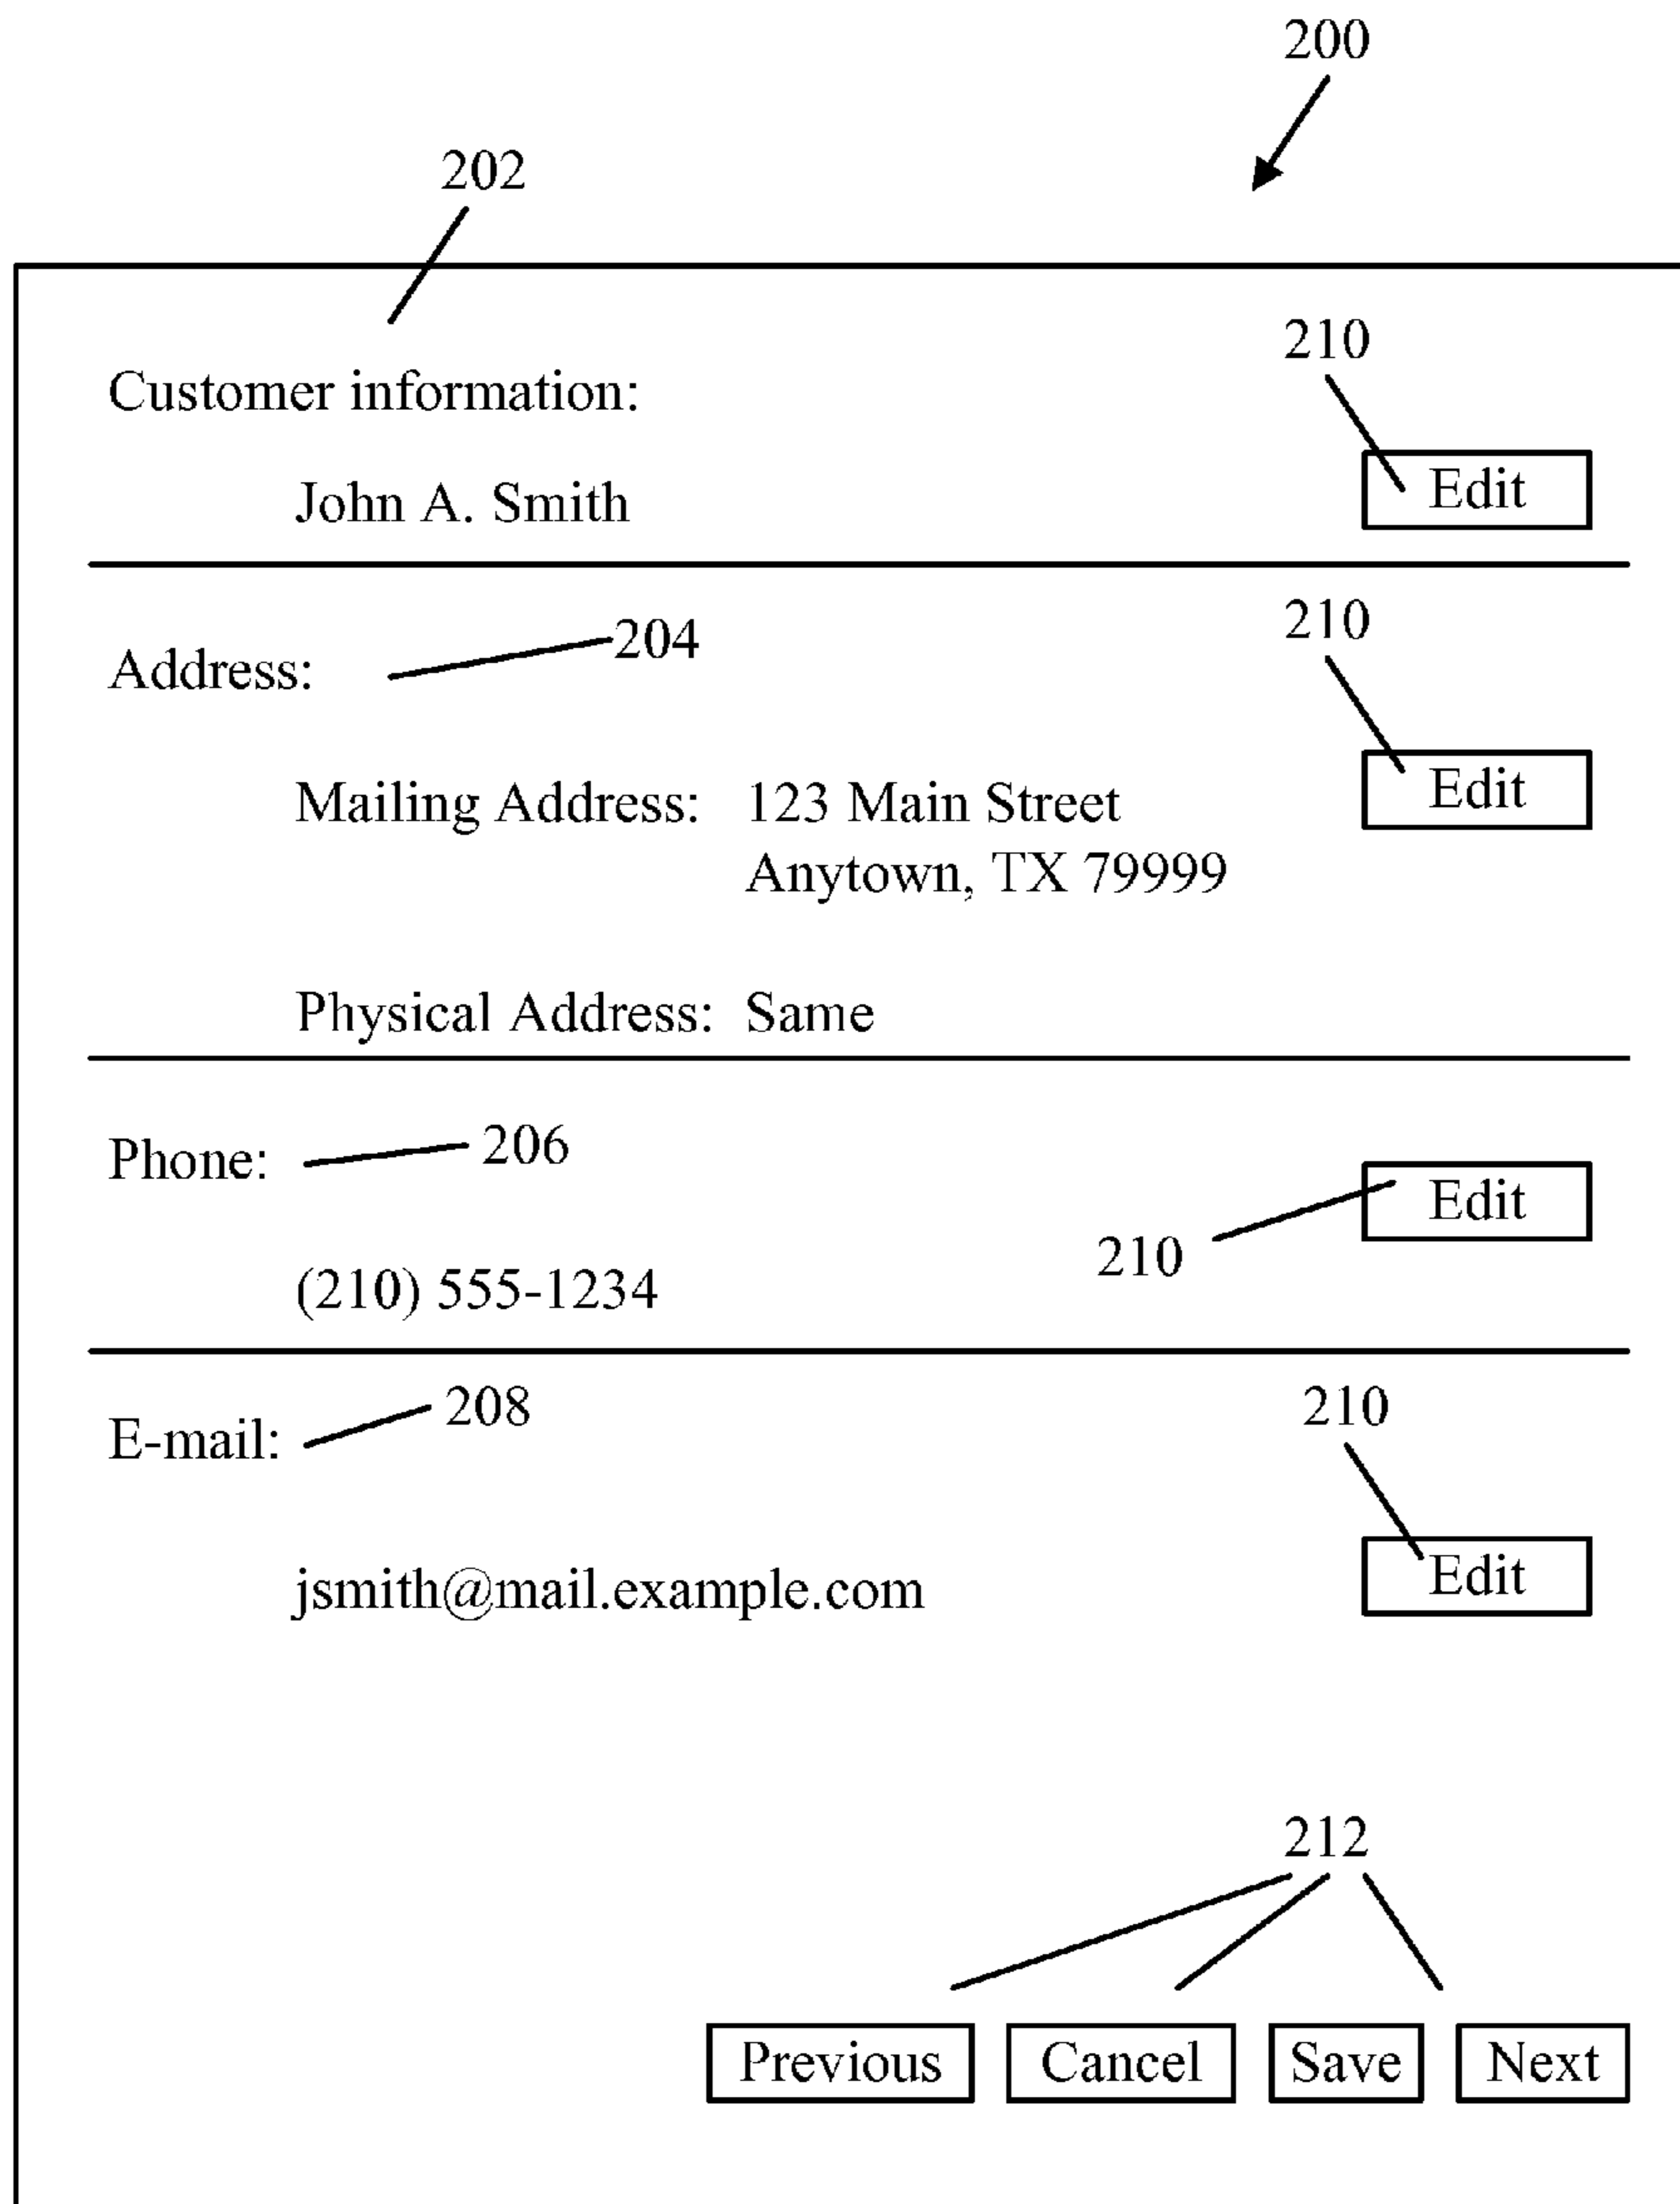 200
202
Customer information:
210
John A. Smith
Edit
Address:
204
210
Mailing Address: 123 Main Street
Edit
Anytown, TX 79999
Physical Address: Same
Phone:
206
Edit
210
(210) 555-1234
E-mail:
208
210
jsmith@mail.example.com
Edit
212
Previous Cancel Save Next